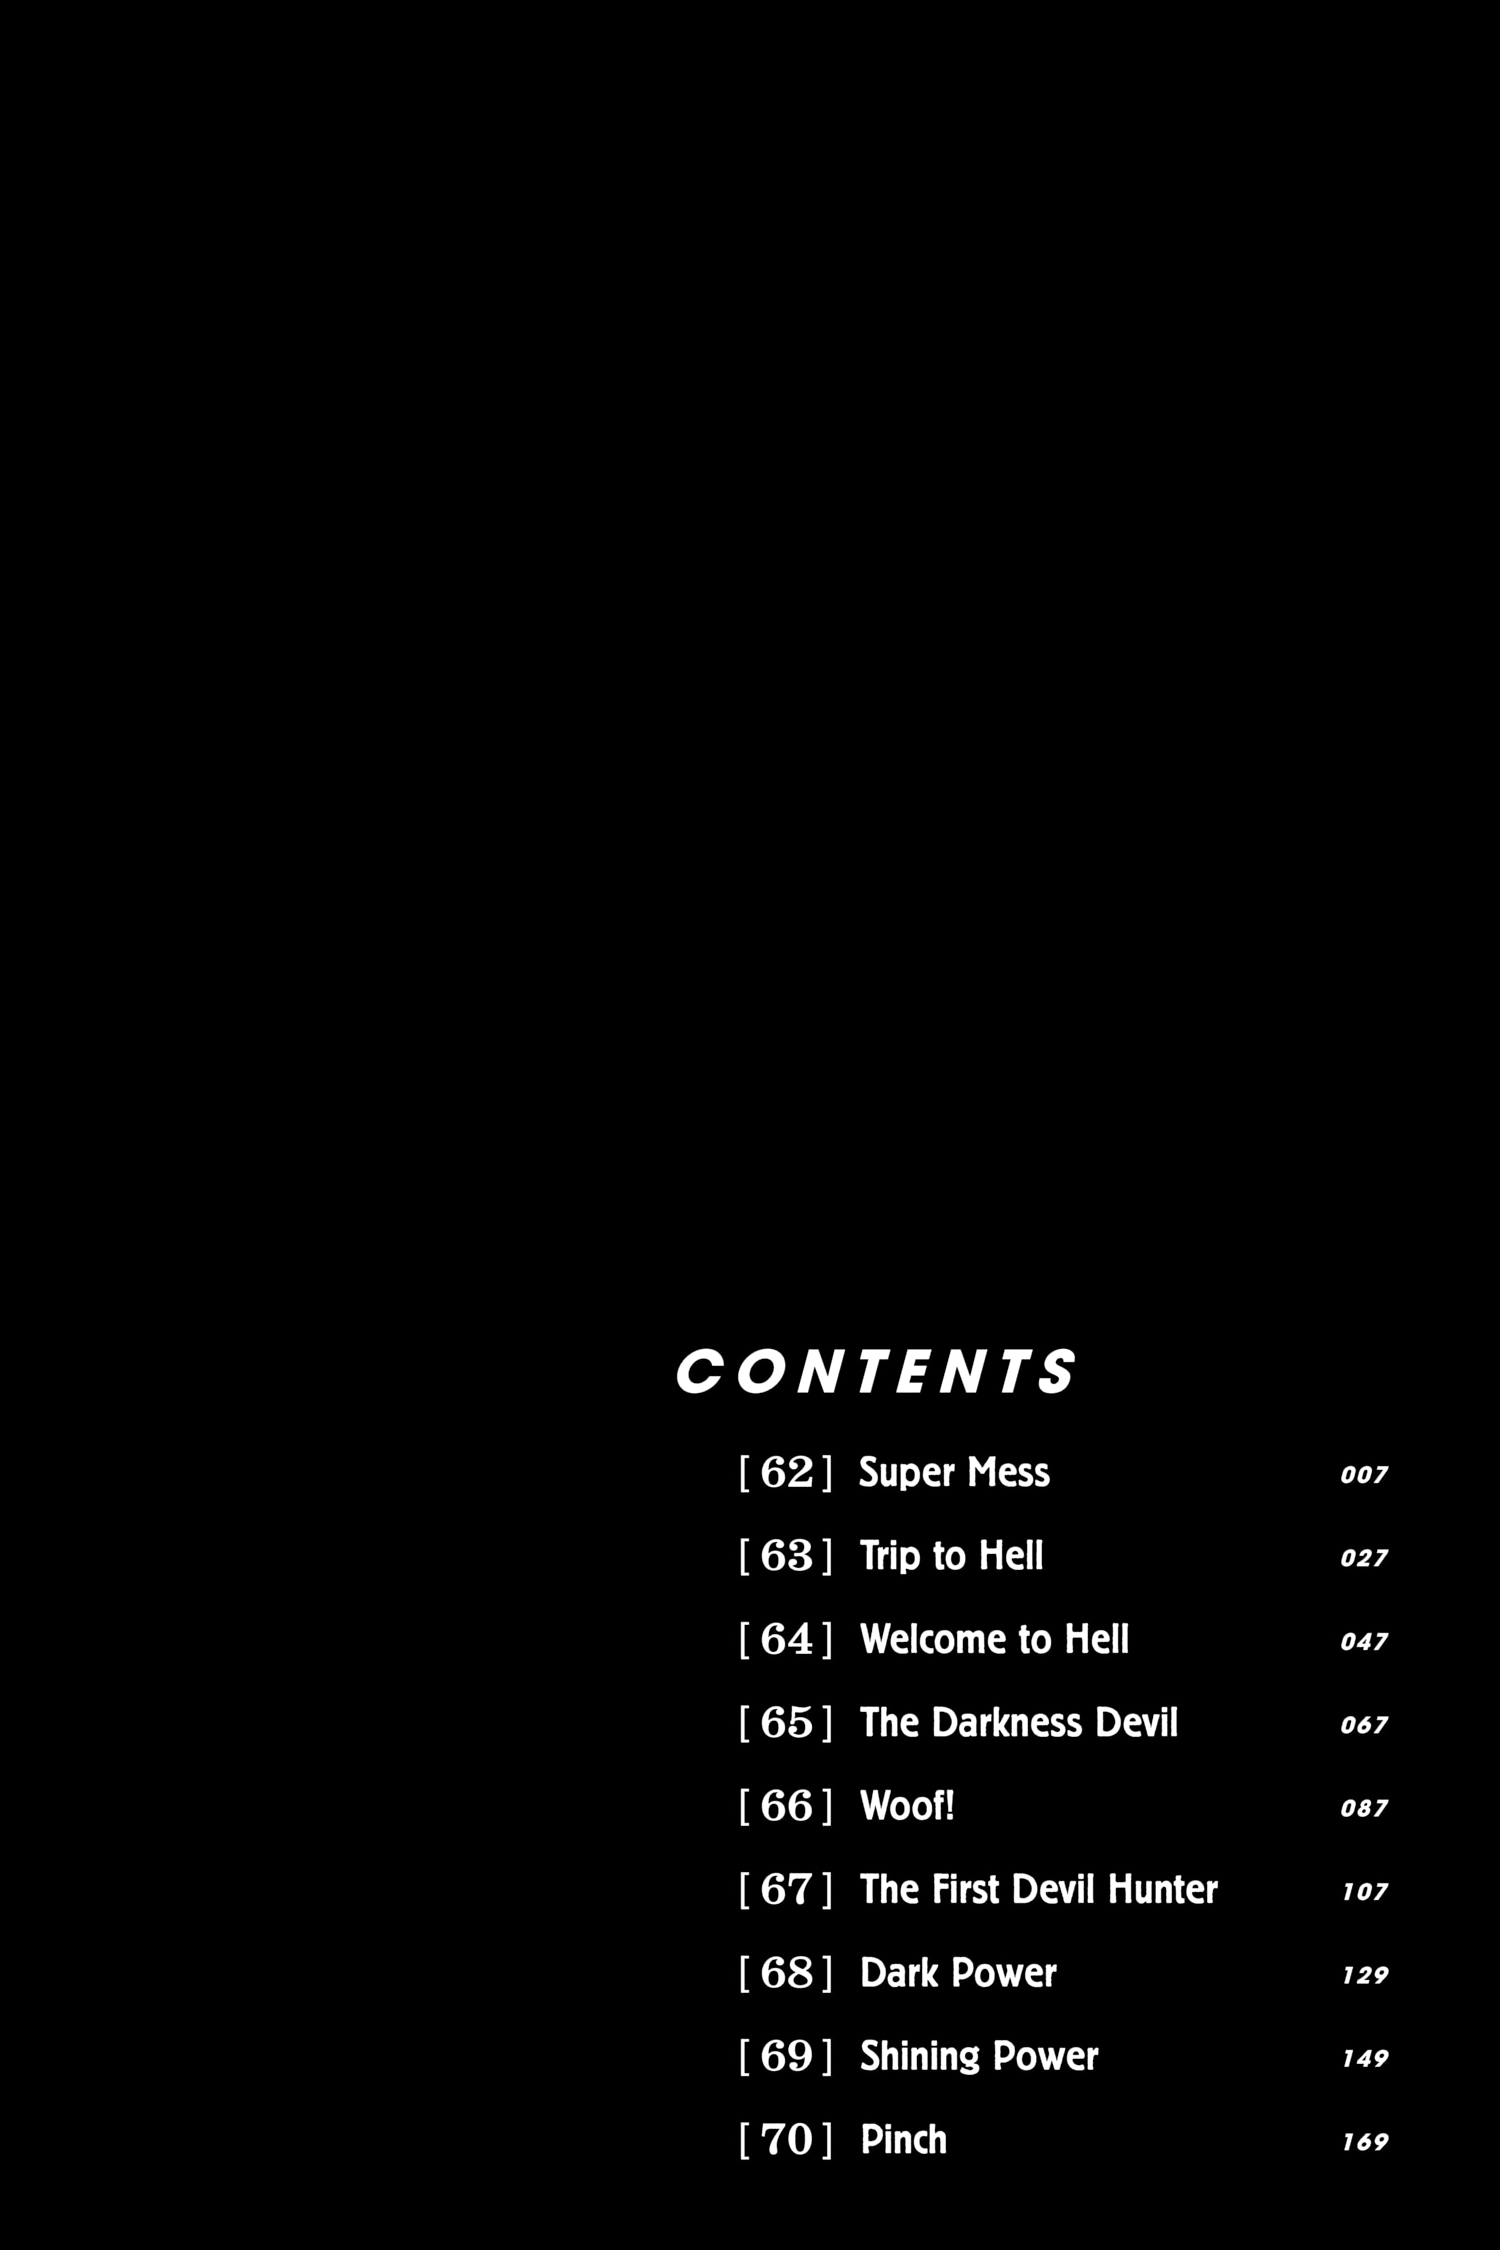 CONTENTS
[62] Super Mess 007
[63] Trip to Hell 027
[64] Welcome to Hell 047
[65] The Darkness Devil 067
[66] Woof! 087
[67] The First Devil Hunter 107
[68] Dark Power 129
[69] Shining Power 149
[70] Pinch 169